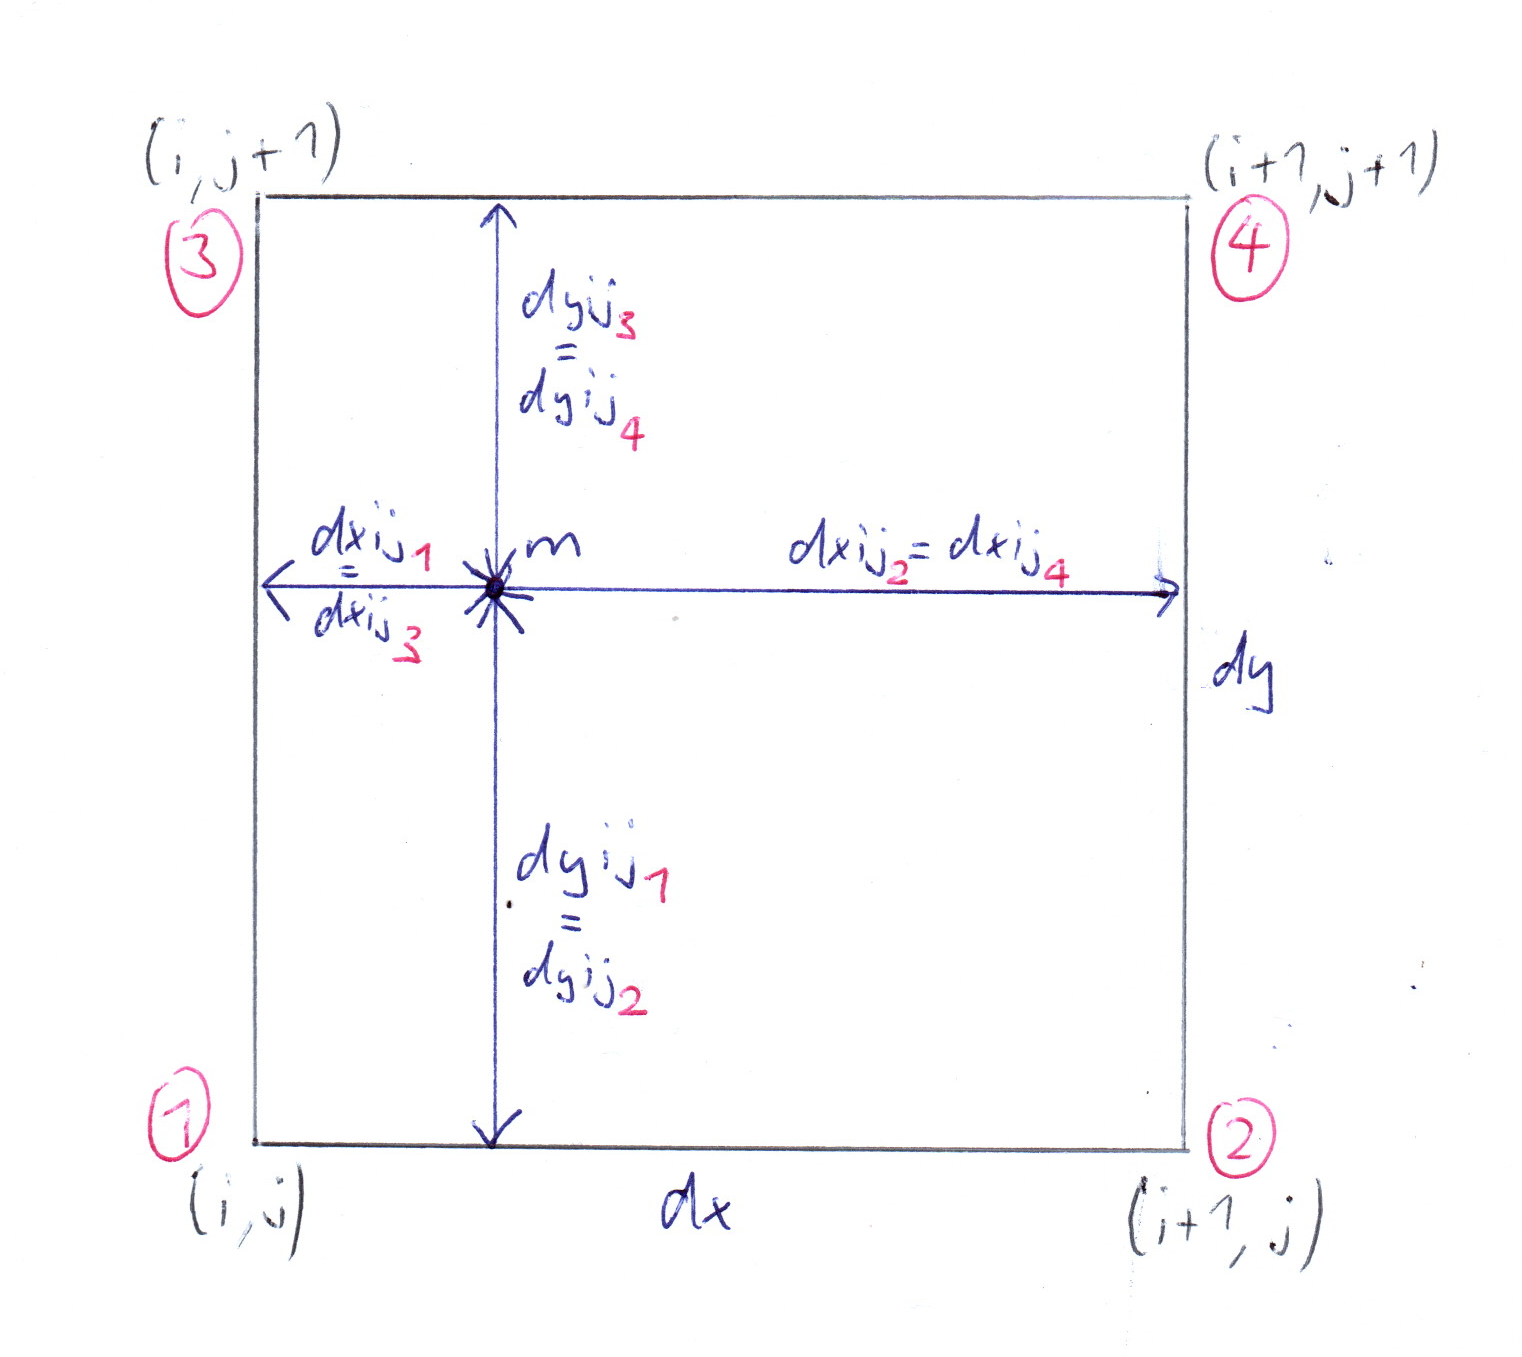 (i,j+1)
(i+1,j+1)
3
4
dyij3
=
dyij4
dxij1
=
dxij3
m
dxij2 = dxij4
dy
dyij1
=
dyij2
1
2
(i,j)
dx
(i+1,j)